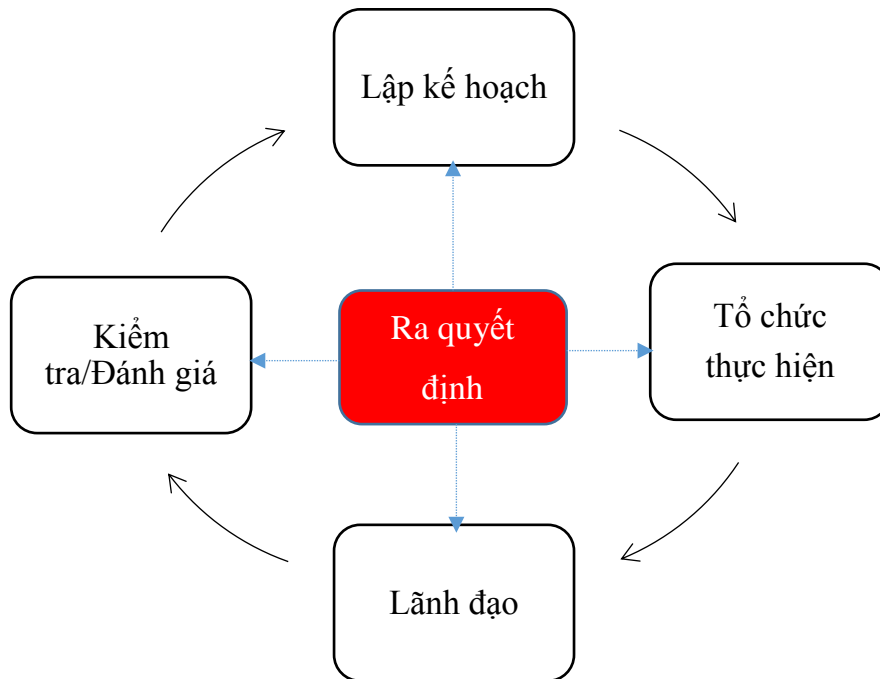 Lập kế hoạch
Kiểm
tra/Đánh giá
Ra quyết
định
Tổ chức
thực hiện
Lãnh đạo